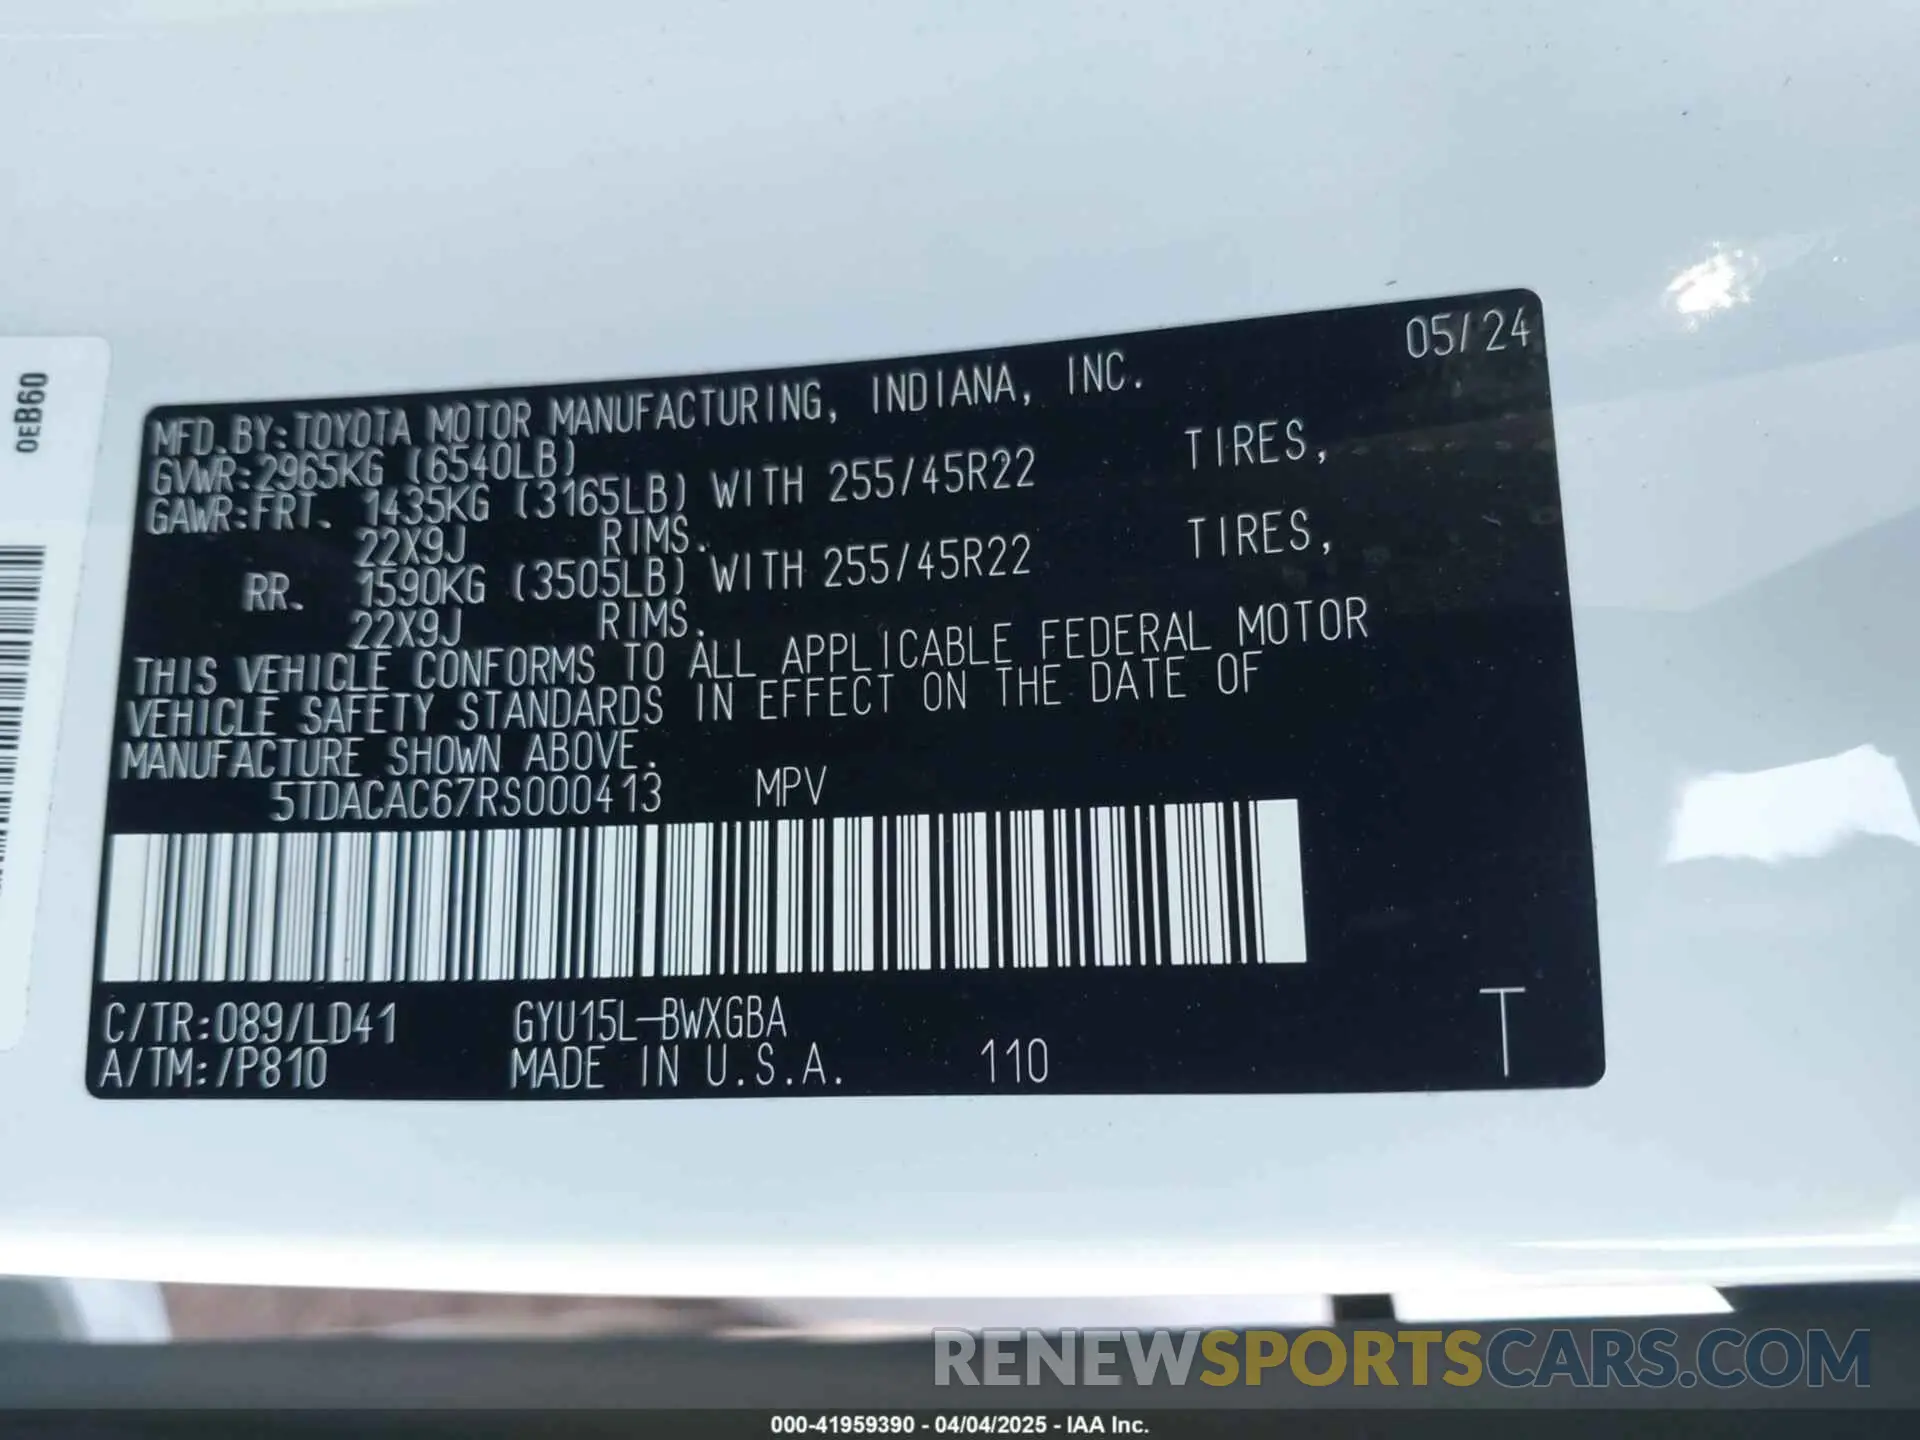 05/24
MFD.BY:TOYOTA MOTOR MANUFACTURING, INDIANA, INC.
GVWR:2965KG (6540LB)
GAWR:FRT. 1435KG (3165LB) WITH 255/45R22 TIRES,
22X9J RIMS.
RR. 1590KG (3505LB) WITH 255/45R22 TIRES,
22X9J RIMS.
THIS VEHICLE CONFORMS TO ALL APPLICABLE FEDERAL MOTOR
VEHICLE SAFETY STANDARDS IN EFFECT ON THE DATE OF
MANUFACTURE SHOWN ABOVE.
5TDACAC67RS000413 MPV
C/TR:089/LD41 GYU15L-BWXGBA
A/TM:/P810 MADE IN U.S.A. 110 T
0EB60
RENEWSPORTSCARS.COM
000-41959390 - 04/04/2025 - IAA Inc.